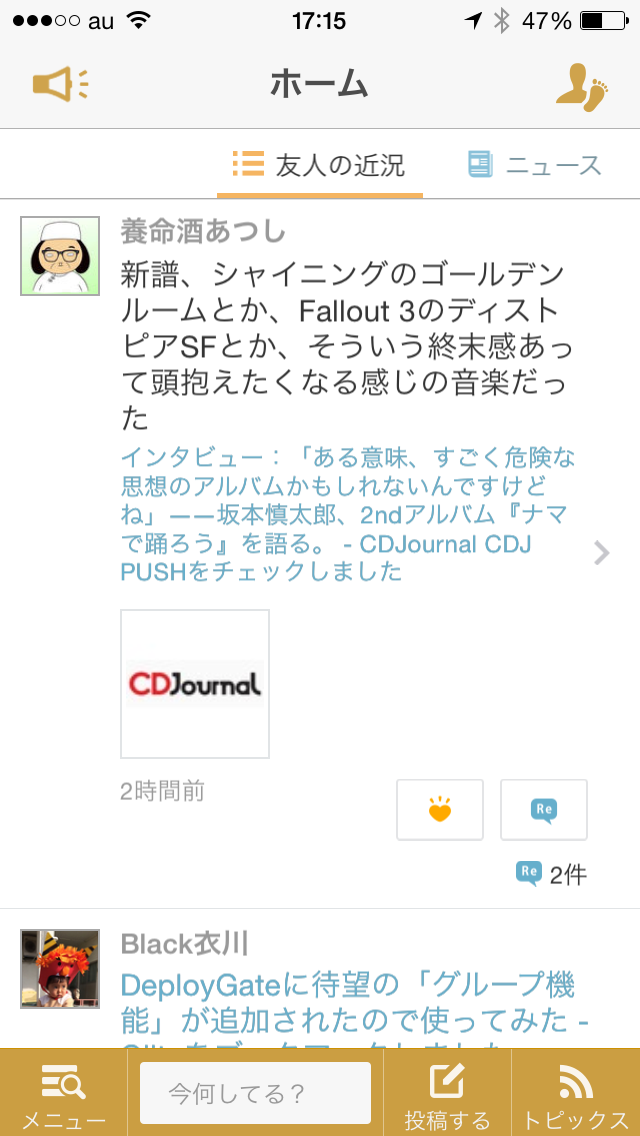 au 17:15 47%
ホーム
友人の近況 ニュース
養命酒あつし
新譜、シャイニングのゴールデン
ルームとか、Fallout 3のディスト
ピアSFとか、そういう終末感あっ
て頭抱えたくなる感じの音楽だっ
た
インタビュー：「ある意味、すごく危険な
思想のアルバムかもしれないんですけど
ね」——坂本慎太郎、2ndアルバム『ナマ
で踊ろう』を語る。 - CDJournal CDJ
PUSHをチェックしました
CDJournal
2時間前
Re
Re 2件
Black衣川
DeployGateに待望の「グループ機
能」が追加されたので使ってみた -
メニュー 今何してる？ 投稿する トピックス